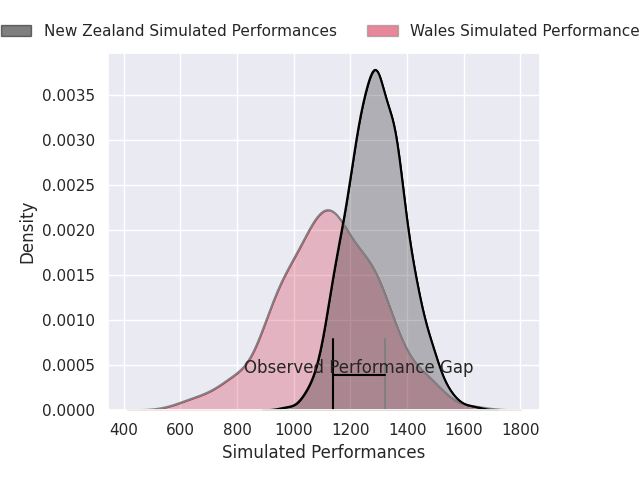 New Zealand Simulated Performances
Wales Simulated Performance
0.0035
0.0030
0.0025
0.0020
0.0015
0.0010
0.0005
0.0000
Density
Observed Performance Gap
400 600 800 1000 1200 1400 1600 1800
Simulated Performances